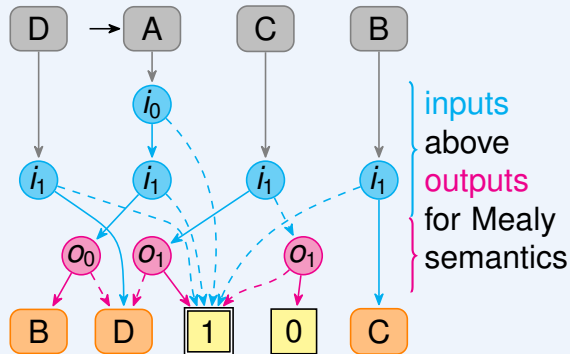 D A C B
i₀
inputs
above
i₁ i₁ i₁ i₁
outputs
for Mealy
o₀ o₁ o₁
semantics
B D 1 0 C